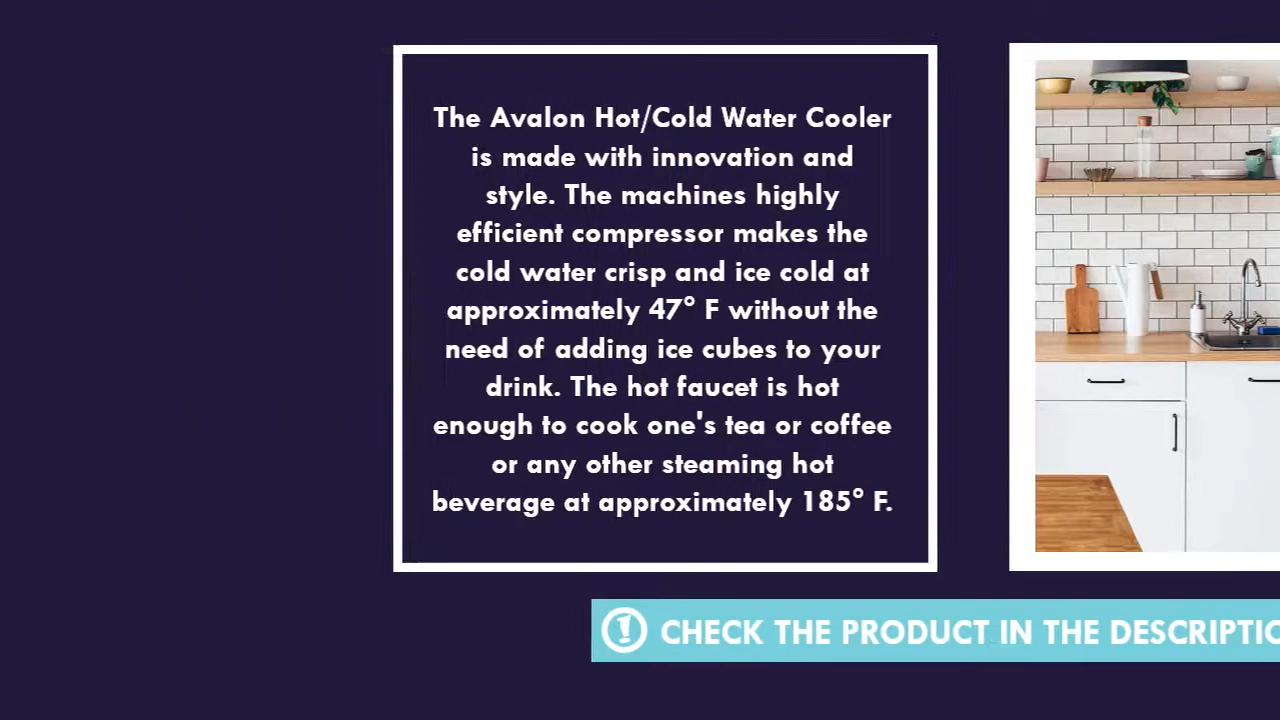 The Avalon Hot/Cold Water Cooler
is made with innovation and
style. The machines highly
efficient compressor makes the
cold water crisp and ice cold at
approximately 47° F without the
need of adding ice cubes to your
drink. The hot faucet is hot
enough to cook one's tea or coffee
or any other steaming hot
beverage at approximately 185° F.
CHECK THE PRODUCT IN THE DESCRIPTIO